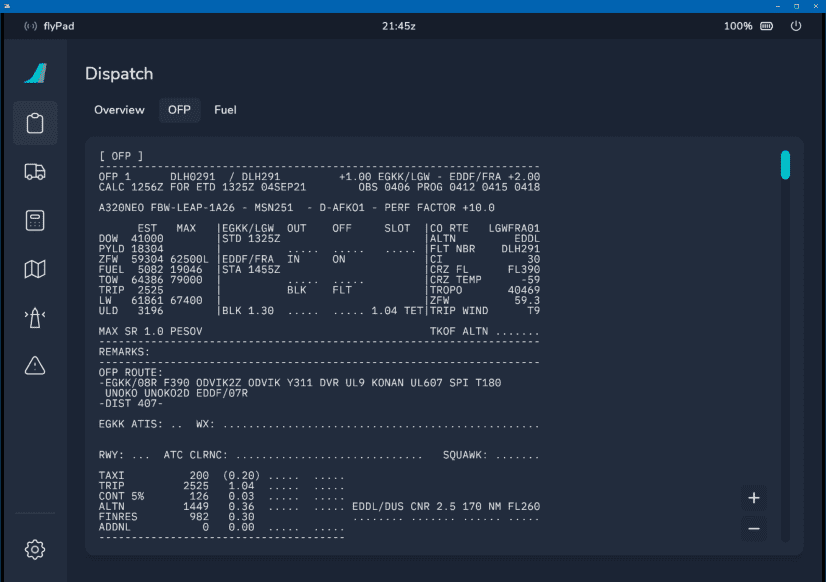 flyPad
21:45z
100%
Dispatch
Overview OFP Fuel
[ OFP ]
--------------------------------------------------------------------
OFP 1 DLH0291 / DLH291 +1.00 EGKK/LGW - EDDF/FRA +2.00
CALC 1256Z FOR ETD 1325Z 04SEP21 OBS 0406 PROG 0412 0415 0418
A320NEO FBW-LEAP-1A26 - MSN251 - D-AFKO1 - PERF FACTOR +10.0
EST MAX |EGKK/LGW OUT OFF SLOT |CO RTE LGWFRA01
DOW 41000 |STD 1325Z |ALTN EDDL
PYLD 18304 | ..... ..... ..... |FLT NBR DLH291
ZFW 59304 62500L |EDDF/FRA IN ON |CI 30
FUEL 5082 19046 |STA 1455Z |CRZ FL FL390
TOW 64386 79000 | ..... ..... |CRZ TEMP -59
TRIP 2525 | BLK FLT |TROPO 40469
LW 61861 67400 | |ZFW 59.3
ULD 3196 |BLK 1.30 ..... ..... 1.04 TET|TRIP WIND T9
MAX SR 1.0 PESOV TKOF ALTN .......
--------------------------------------------------------------------
REMARKS:
--------------------------------------------------------------------
OFP ROUTE:
-EGKK/08R F390 ODVIK2Z ODVIK Y311 DVR UL9 KONAN UL607 SPI T180
UNOKO UNOKO2D EDDF/07R
-DIST 407-
EGKK ATIS: .. WX: .................................................
RWY: ... ATC CLRNC: ............................. SQUAWK: .......
TAXI 200 (0.20) ..... .....
TRIP 2525 1.04 ..... .....
CONT 5% 126 0.03 ..... .....
ALTN 1449 0.36 ..... ..... EDDL/DUS CNR 2.5 170 NM FL260
FINRES 982 0.30 ........ ....... ...... .....
ADDNL 0 0.00 ..... .....
--------------------------------------